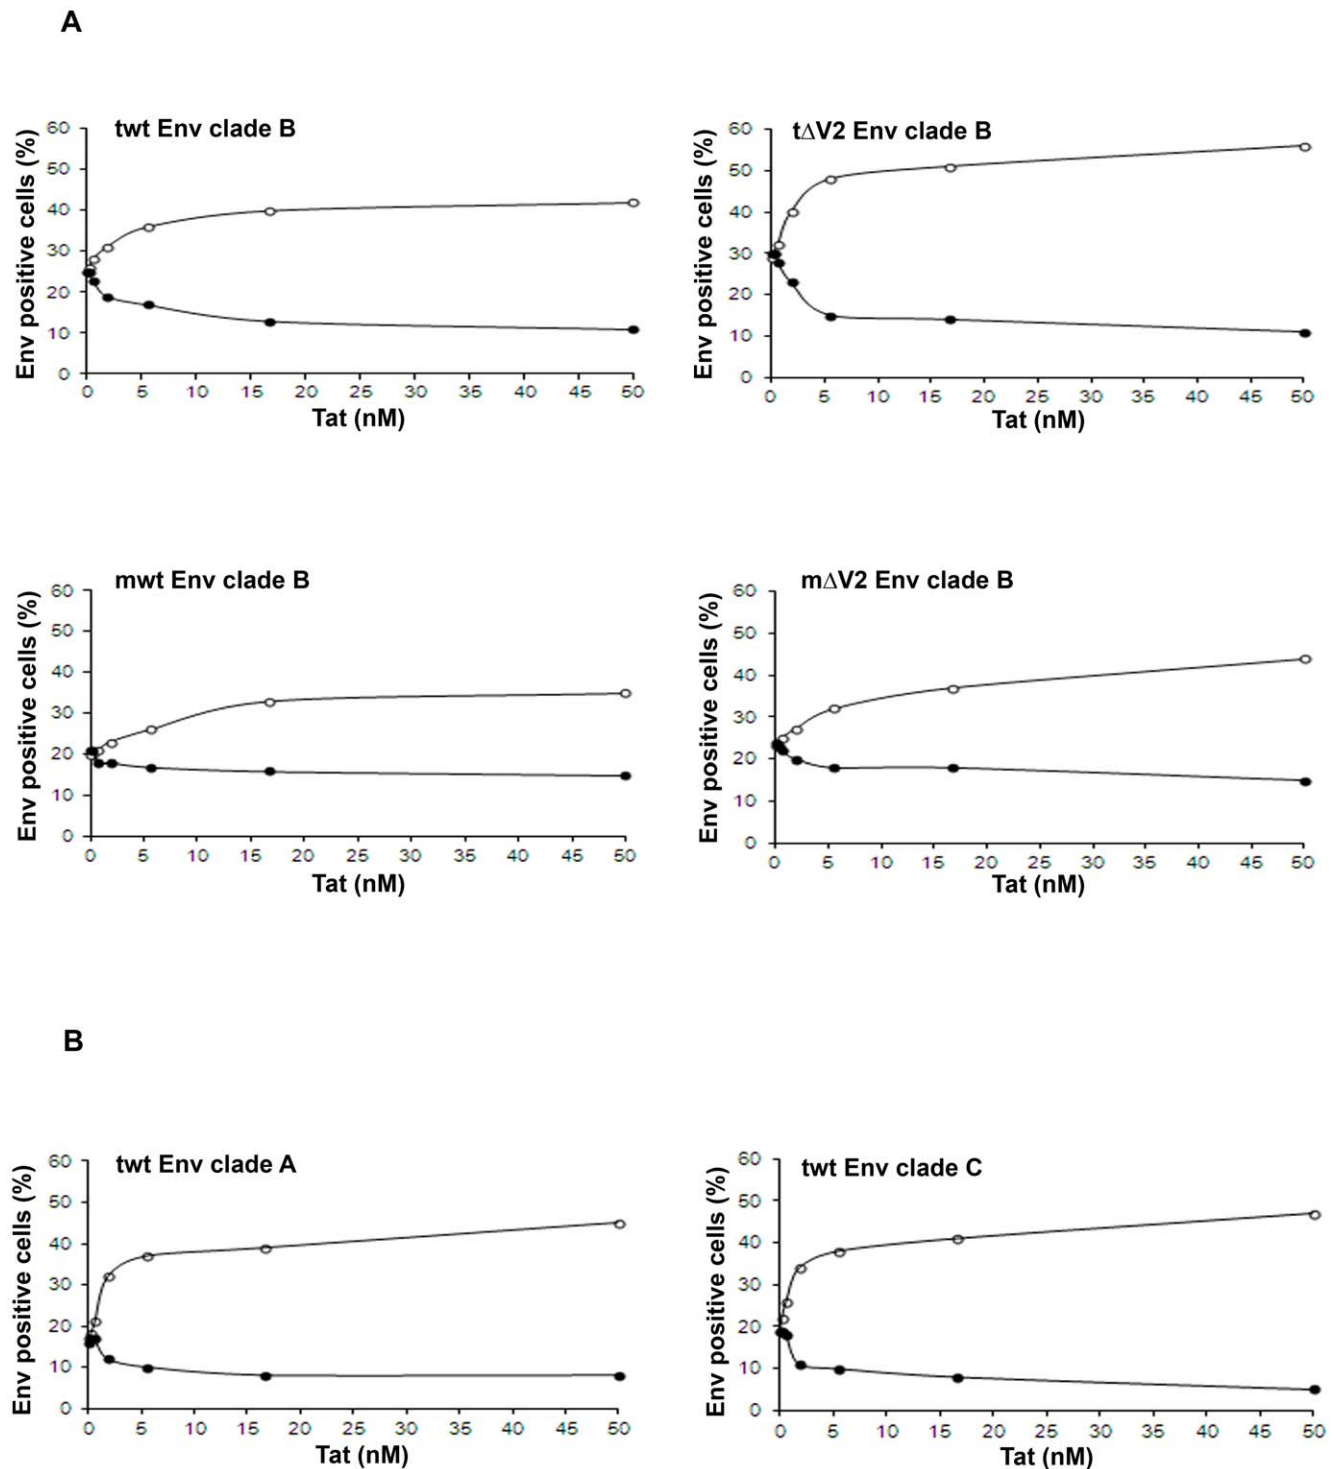 A
twt Env clade B
Env positive cells (%)
60
50
40
30
20
10
0
0 5 10 15 20 25 30 35 40 45 50
Tat (nM)
t∆V2 Env clade B
Env positive cells (%)
60
50
40
30
20
10
0
0 5 10 15 20 25 30 35 40 45 50
Tat (nM)
mwt Env clade B
Env positive cells (%)
60
50
40
30
20
10
0
0 5 10 15 20 25 30 35 40 45 50
Tat (nM)
m∆V2 Env clade B
Env positive cells (%)
60
50
40
30
20
10
0
0 5 10 15 20 25 30 35 40 45 50
Tat (nM)
B
twt Env clade A
Env positive cells (%)
60
50
40
30
20
10
0
0 5 10 15 20 25 30 35 40 45 50
Tat (nM)
twt Env clade C
Env positive cells (%)
60
50
40
30
20
10
0
0 5 10 15 20 25 30 35 40 45 50
Tat (nM)